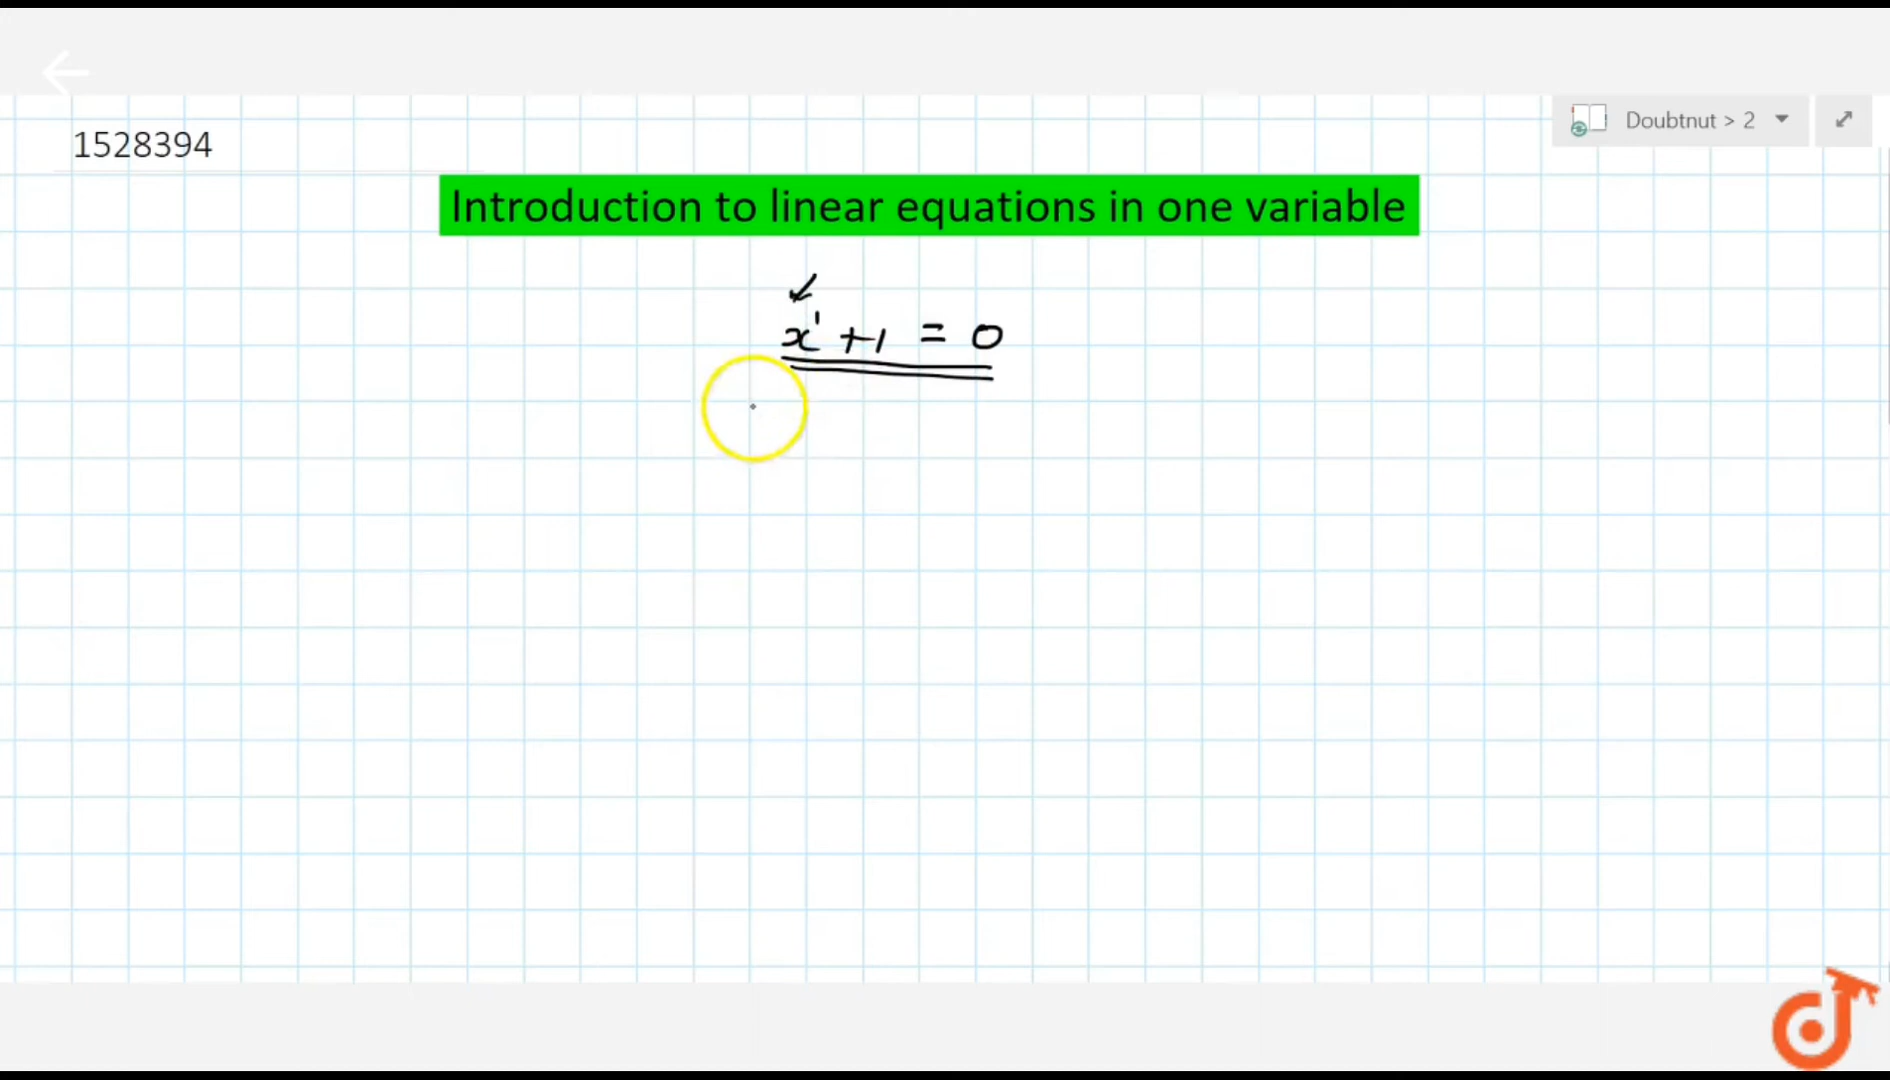 Doubtnut > 2
1528394
Introduction to linear equations in one variable
x¹ + 1 = 0